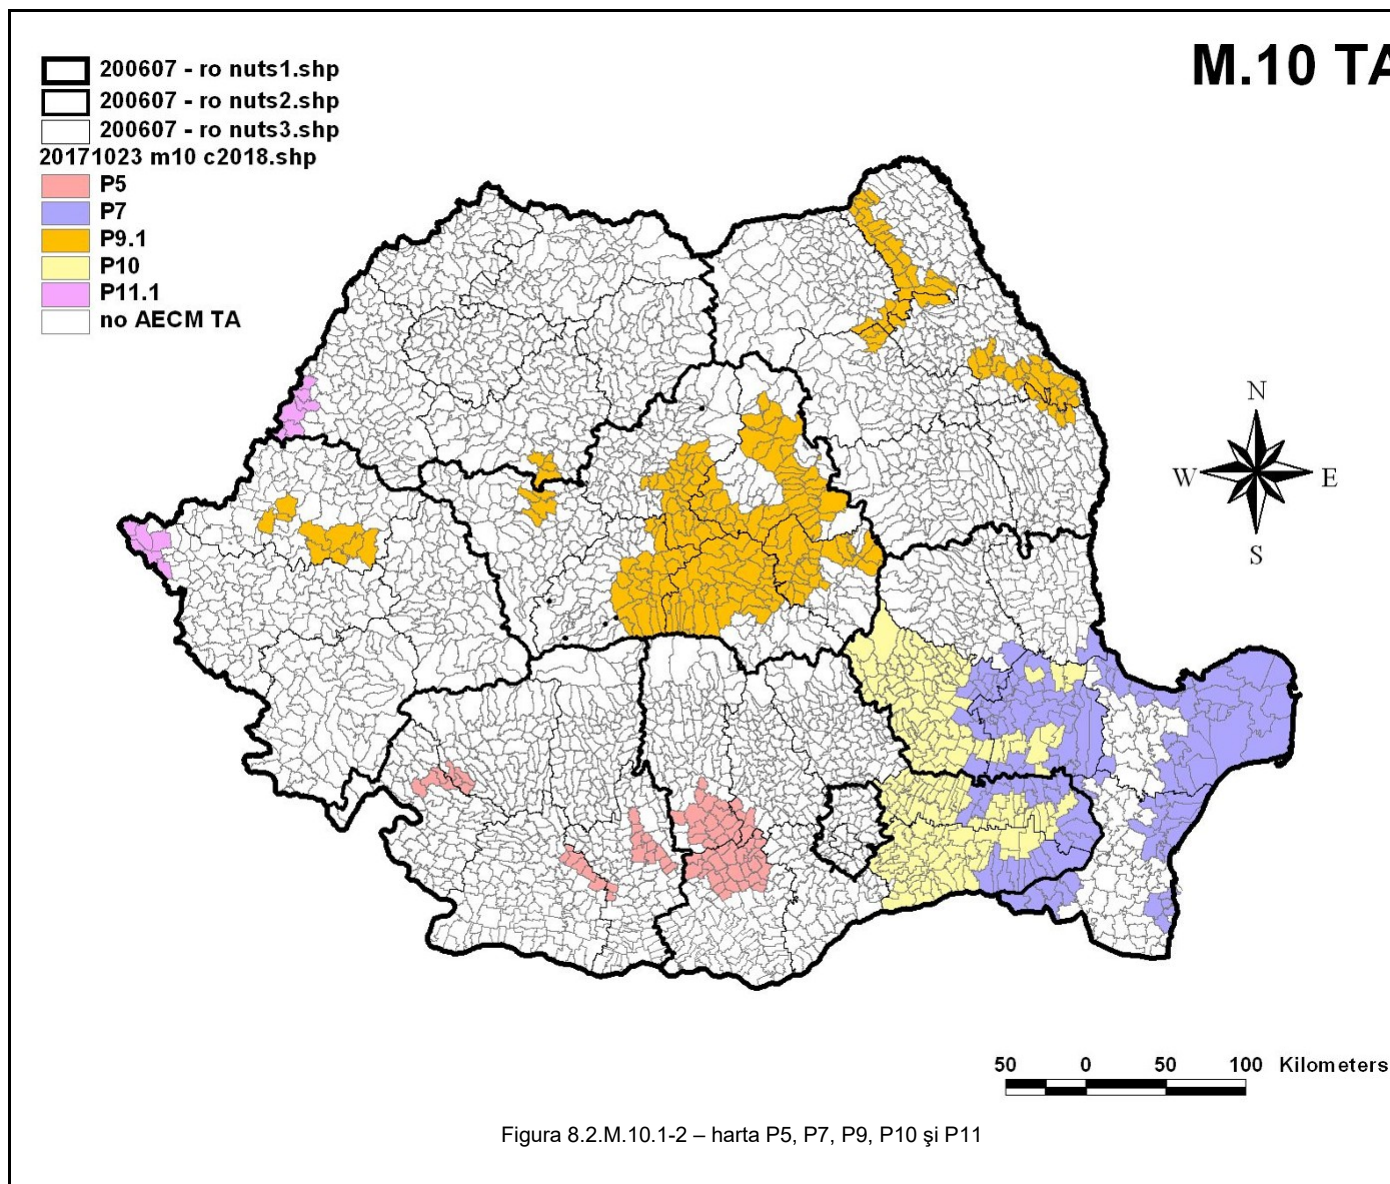 M.10 TA
200607 - ro nuts1.shp
200607 - ro nuts2.shp
200607 - ro nuts3.shp
20171023 m10 c2018.shp
P5
P7
P9.1
P10
P11.1
no AECM TA
N
W E
S
50 0 50 100 Kilometers
Figura 8.2.M.10.1-2 – harta P5, P7, P9, P10 şi P11